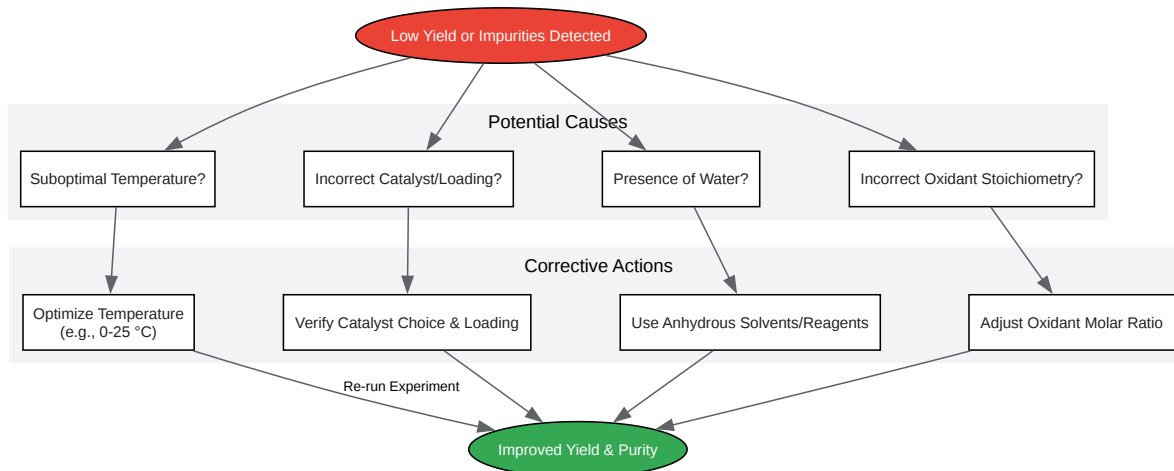 Low Yield or Impurities Detected
Potential Causes
Suboptimal Temperature?
Incorrect Catalyst/Loading?
Presence of Water?
Incorrect Oxidant Stoichiometry?
Corrective Actions
Optimize Temperature
(e.g., 0-25 °C)
Verify Catalyst Choice & Loading
Use Anhydrous Solvents/Reagents
Adjust Oxidant Molar Ratio
Re-run Experiment
Improved Yield & Purity